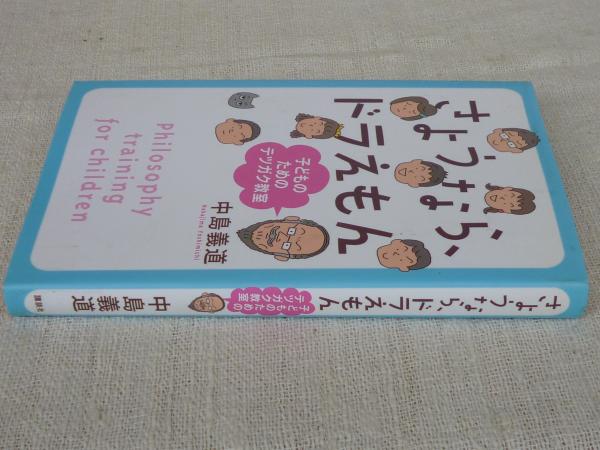 さようなら、
ドラえもん
子どもの
ための
テツガク教室
中島義道
Nakajima Yoshimichi
Philosophy
training
for children
さようなら、ドラえもん
子どものための
テツガク教室
中島義道
講談社